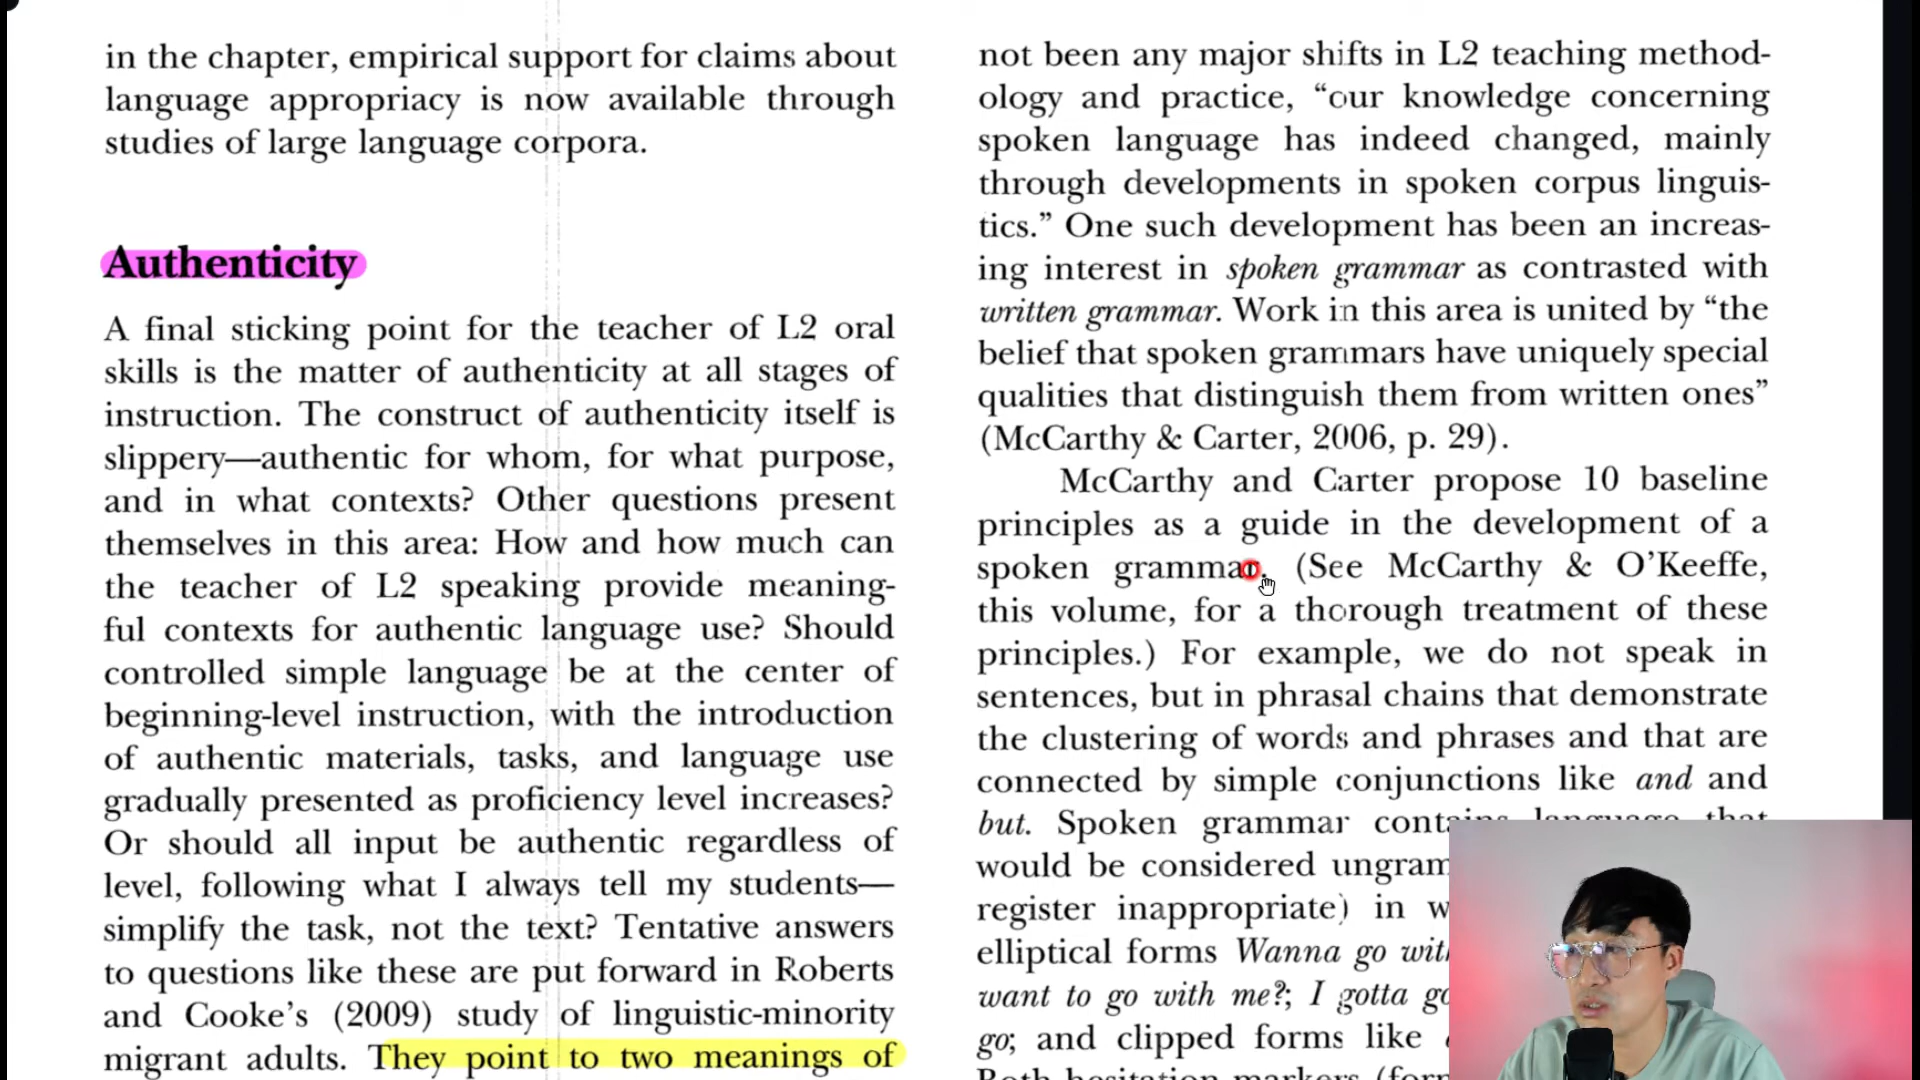 in the chapter, empirical support for claims about
language appropriacy is now available through
studies of large language corpora.
Authenticity
A final sticking point for the teacher of L2 oral
skills is the matter of authenticity at all stages of
instruction. The construct of authenticity itself is
slippery—authentic for whom, for what purpose,
and in what contexts? Other questions present
themselves in this area: How and how much can
the teacher of L2 speaking provide meaning-
ful contexts for authentic language use? Should
controlled simple language be at the center of
beginning-level instruction, with the introduction
of authentic materials, tasks, and language use
gradually presented as proficiency level increases?
Or should all input be authentic regardless of
level, following what I always tell my students—
simplify the task, not the text? Tentative answers
to questions like these are put forward in Roberts
and Cooke's (2009) study of linguistic-minority
migrant adults. They point to two meanings of
not been any major shifts in L2 teaching method-
ology and practice, “our knowledge concerning
spoken language has indeed changed, mainly
through developments in spoken corpus linguis-
tics.” One such development has been an increas-
ing interest in spoken grammar as contrasted with
written grammar. Work in this area is united by “the
belief that spoken grammars have uniquely special
qualities that distinguish them from written ones”
(McCarthy & Carter, 2006, p. 29).
McCarthy and Carter propose 10 baseline
principles as a guide in the development of a
spoken grammar. (See McCarthy & O'Keeffe,
this volume, for a thorough treatment of these
principles.) For example, we do not speak in
sentences, but in phrasal chains that demonstrate
the clustering of words and phrases and that are
connected by simple conjunctions like and and
but. Spoken grammar contains language that
would be considered ungram
register inappropriate) in w
elliptical forms Wanna go
want to go with me?; I gotta
go; and clipped forms like
Both hesitation markers